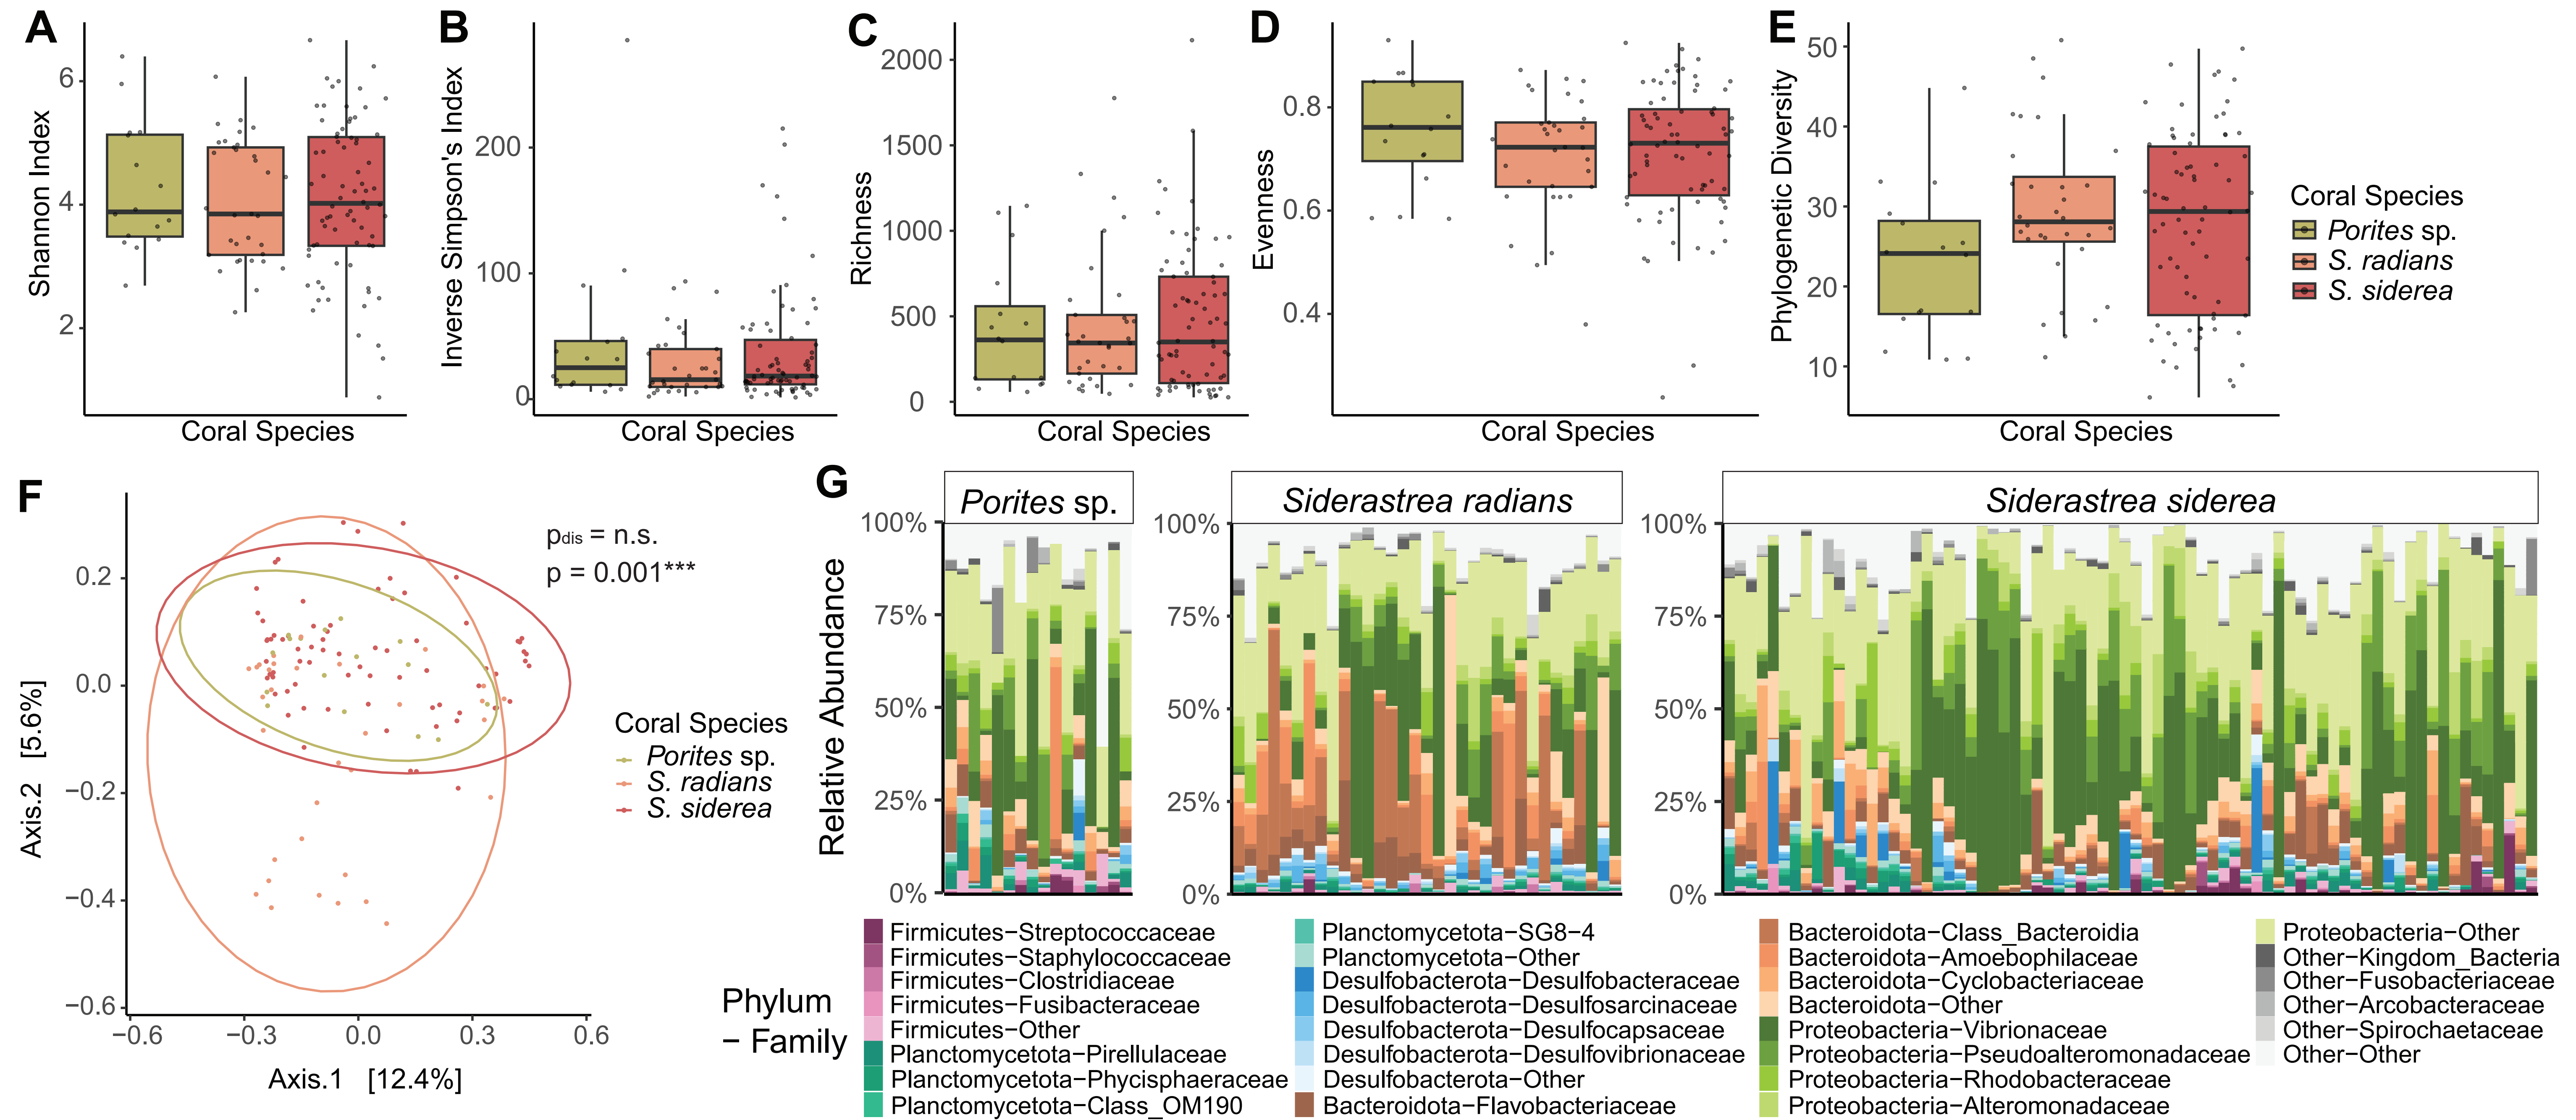 A
Shannon Index
6
4
2
Coral Species
B
Inverse Simpson's Index
200
100
0
Coral Species
C
Richness
2000
1500
1000
500
0
Coral Species
D
Evenness
0.8
0.6
0.4
Coral Species
E
Phylogenetic Diversity
50
40
30
20
10
Coral Species
Coral Species
Porites sp.
S. radians
S. siderea
F
Axis.2 [5.6%]
0.2
0.0
−0.2
−0.4
−0.6
−0.6 −0.3 0.0 0.3 0.6
Axis.1 [12.4%]
pdis = n.s.
p = 0.001***
Coral Species
Porites sp.
S. radians
S. siderea
G
Relative Abundance
Porites sp.
100%
75%
50%
25%
0%
Siderastrea radians
100%
75%
50%
25%
0%
Siderastrea siderea
100%
75%
50%
25%
0%
Phylum
− Family
Firmicutes−Streptococcaceae
Firmicutes−Staphylococcaceae
Firmicutes−Clostridiaceae
Firmicutes−Fusibacteraceae
Firmicutes−Other
Planctomycetota−Pirellulaceae
Planctomycetota−Phycisphaeraceae
Planctomycetota−Class_OM190
Planctomycetota−SG8−4
Planctomycetota−Other
Desulfobacterota−Desulfobacteraceae
Desulfobacterota−Desulfosarcinaceae
Desulfobacterota−Desulfocapsaceae
Desulfobacterota−Desulfovibrionaceae
Desulfobacterota−Other
Bacteroidota−Flavobacteriaceae
Bacteroidota−Class_Bacteroidia
Bacteroidota−Amoebophilaceae
Bacteroidota−Cyclobacteriaceae
Bacteroidota−Other
Proteobacteria−Vibrionaceae
Proteobacteria−Pseudoalteromonadaceae
Proteobacteria−Rhodobacteraceae
Proteobacteria−Alteromonadaceae
Proteobacteria−Other
Other−Kingdom_Bacteria
Other−Fusobacteriaceae
Other−Arcobacteraceae
Other−Spirochaetaceae
Other−Other